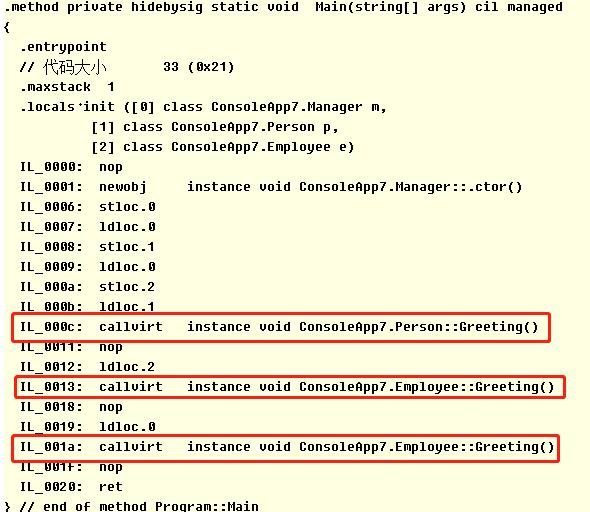 .method private hidebysig static void  Main(string[] args) cil managed
{
  .entrypoint
  // 代码大小       33 (0x21)
  .maxstack  1
  .locals init ([0] class ConsoleApp7.Manager m,
           [1] class ConsoleApp7.Person p,
           [2] class ConsoleApp7.Employee e)
  IL_0000:  nop
  IL_0001:  newobj     instance void ConsoleApp7.Manager::.ctor()
  IL_0006:  stloc.0
  IL_0007:  ldloc.0
  IL_0008:  stloc.1
  IL_0009:  ldloc.0
  IL_000a:  stloc.2
  IL_000b:  ldloc.1
  IL_000c:  callvirt   instance void ConsoleApp7.Person::Greeting()
  IL_0011:  nop
  IL_0012:  ldloc.2
  IL_0013:  callvirt   instance void ConsoleApp7.Employee::Greeting()
  IL_0018:  nop
  IL_0019:  ldloc.0
  IL_001a:  callvirt   instance void ConsoleApp7.Employee::Greeting()
  IL_001f:  nop
  IL_0020:  ret
} // end of method Program::Main